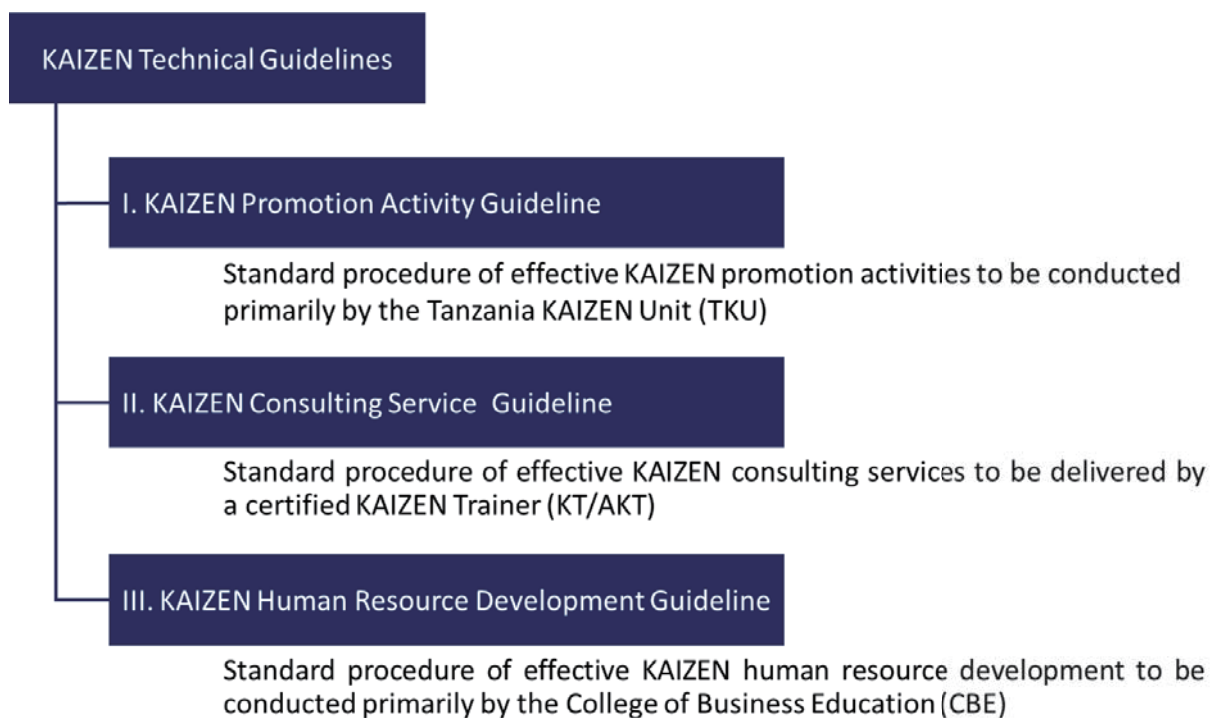 KAIZEN Technical Guidelines
I. KAIZEN Promotion Activity Guideline
Standard procedure of effective KAIZEN promotion activities to be conducted
primarily by the Tanzania KAIZEN Unit (TKU)
II. KAIZEN Consulting Service Guideline
Standard procedure of effective KAIZEN consulting services to be delivered by
a certified KAIZEN Trainer (KT/AKT)
III. KAIZEN Human Resource Development Guideline
Standard procedure of effective KAIZEN human resource development to be
conducted primarily by the College of Business Education (CBE)